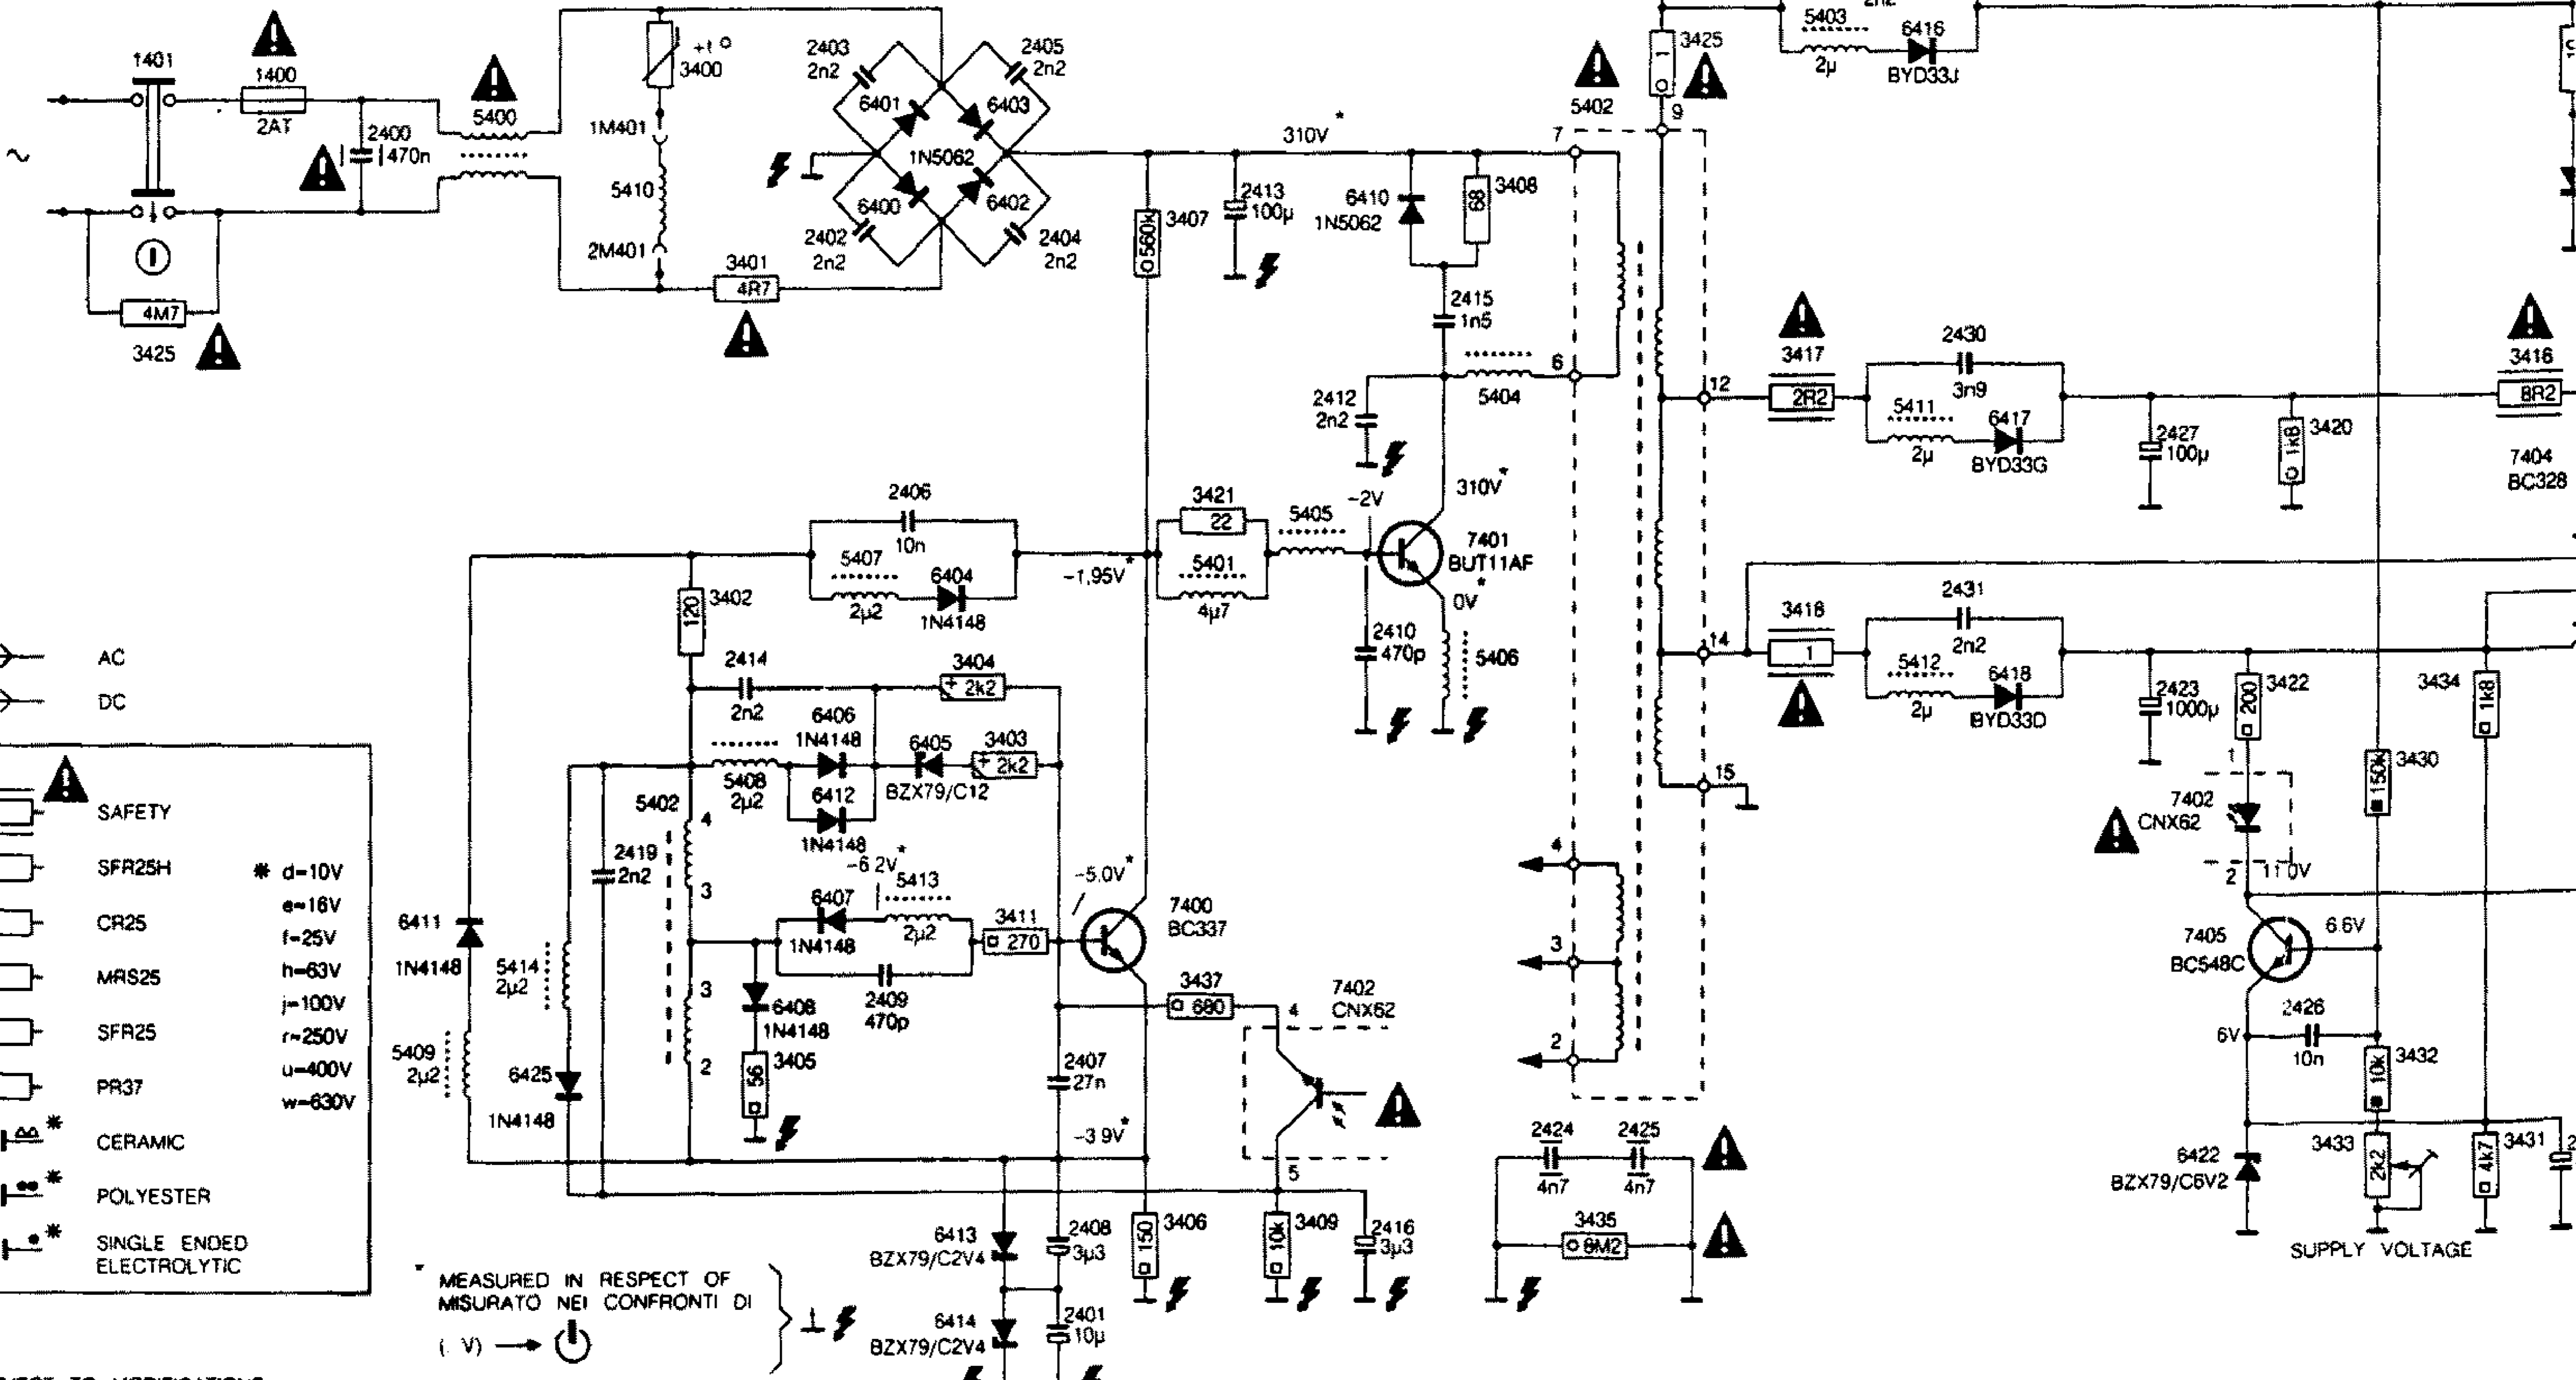 1401
1400
2AT
2400
470n
5400
4M7
3425
+t°
3400
1M401
5410
2M401
3401
4R7
2403
2n2
2405
2n2
6401
6403
1N5062
6400
6402
2402
2n2
2404
2n2
560k
3407
2413
100µ
310V*
6410
1N5062
68
3408
2415
1n5
2412
2n2
5404
5402
7
6
1
3425
9
5403
2µ
6416
BYD33J
2n2
12
3417
2R2
2430
3n9
5411
2µ
6417
BYD33G
2427
100µ
1k8
3420
3416
8R2
7404
BC328
2406
10n
5407
2µ2
6404
1N4148
-1,95V*
3421
22
5401
4µ7
5405
-2V
310V*
7401
BUT11AF
0V*
2410
470p
5406
14
3418
1
2431
2n2
5412
2µ
6418
BYD33D
2423
1000µ
200
3422
3434
1k8
15
120
3402
2414
2n2
3404
+ 2k2
6406
1N4148
6405
BZX79/C12
3403
+ 2k2
5408
2µ2
6412
1N4148
5402
4
3
3
2
2419
2n2
-6 2V*
6407
1N4148
5413
2µ2
2409
470p
3411
270
-5.0V*
7400
BC337
6408
1N4148
56
3405
6411
1N4148
5414
2µ2
5409
2µ2
6425
1N4148
3437
680
7402
CNX62
4
5
2407
27n
-3 9V*
4
3
2
1
7402
CNX62
2
11 0V
150k
3430
7405
BC548C
6.6V
6V
2426
10n
10k
3432
6422
BZX79/C6V2
3433
2k2
4k7
3431
SUPPLY VOLTAGE
6413
BZX79/C2V4
2408
3µ3
150
3406
10k
3409
2416
3µ3
6414
BZX79/C2V4
2401
10µ
2424
4n7
2425
4n7
3435
8M2
AC
DC
SAFETY
SFR25H
CR25
MRS25
SFR25
PR37
* CERAMIC
* POLYESTER
* SINGLE ENDED
ELECTROLYTIC
* d=10V
e=16V
f=25V
h=63V
j=100V
r=250V
u=400V
w=630V
* MEASURED IN RESPECT OF
MISURATO NEI CONFRONTI DI
(. V)